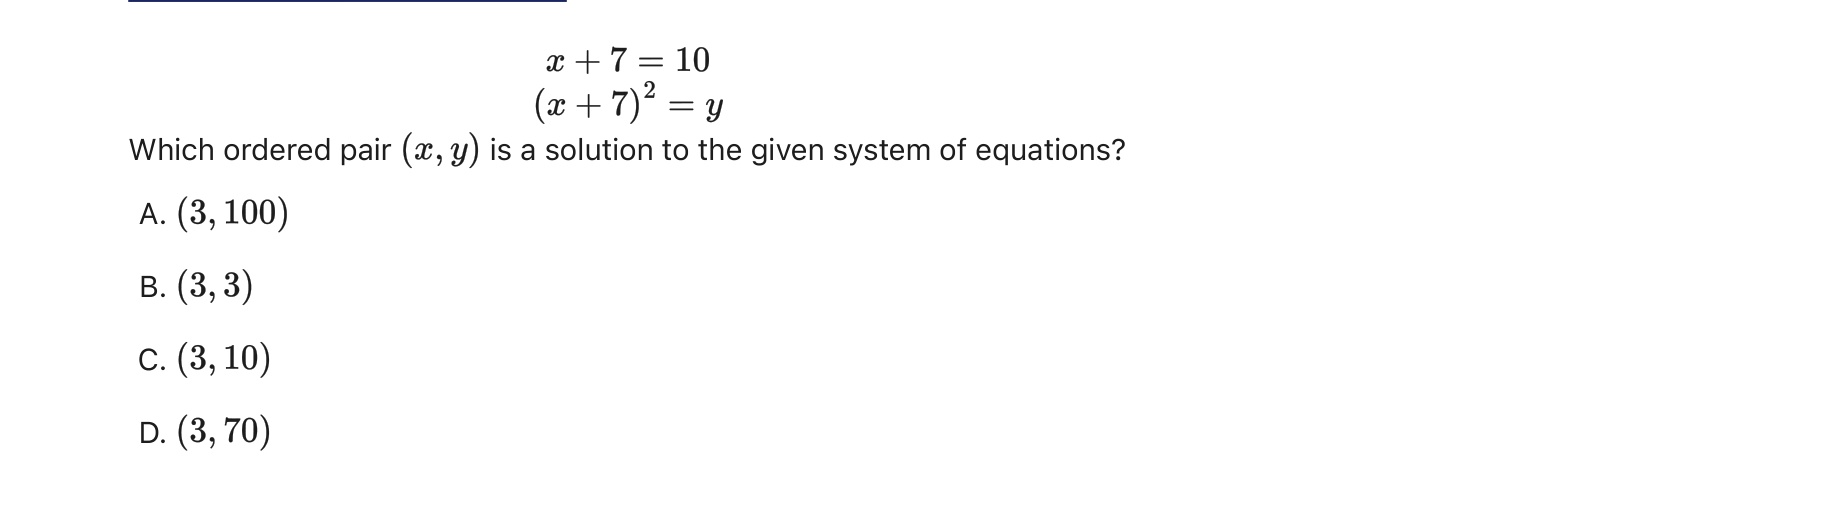 x + 7 = 10
(x + 7)² = y
Which ordered pair (x, y) is a solution to the given system of equations?
A. (3, 100)
B. (3, 3)
C. (3, 10)
D. (3, 70)